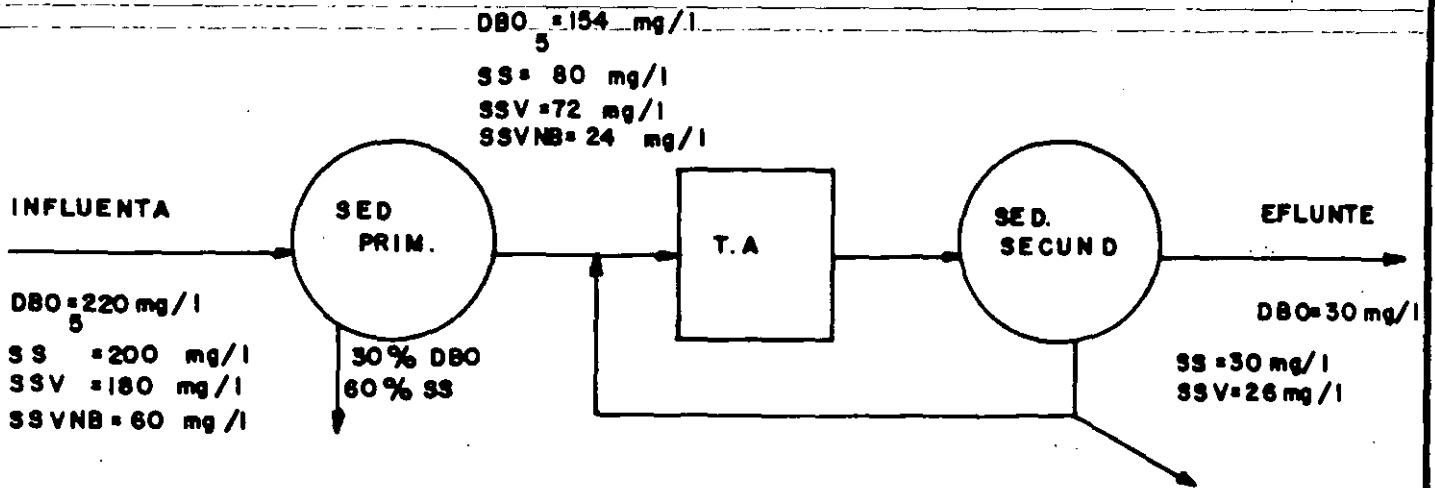 DBO5 = 154 mg/l
SS = 80 mg/l
SSV = 72 mg/l
SSVNB = 24 mg/l
INFLUENTA
SED
PRIM.
T.A
SED.
SECUND
EFLUNTE
DBO5 = 220 mg/l
SS = 200 mg/l
SSV = 180 mg/l
SSVNB = 60 mg/l
30% DBO
60% SS
DBO = 30 mg/l
SS = 30 mg/l
SSV = 26 mg/l